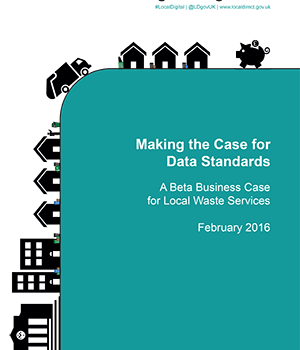 #LocalDigital | @LDgovUK | www.localdirect.gov.uk
Making the Case for
Data Standards
A Beta Business Case
for Local Waste Services
February 2016